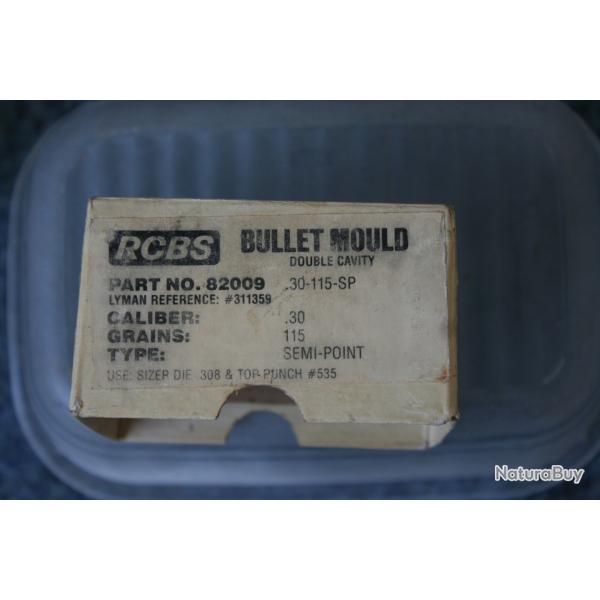 RCBS BULLET MOULD
DOUBLE CAVITY
PART NO. 82009 .30-115-SP
LYMAN REFERENCE: #311359
CALIBER: .30
GRAINS: 115
TYPE: SEMI-POINT
USE: SIZER DIE .308 & TOP PUNCH #535
NaturaBuy